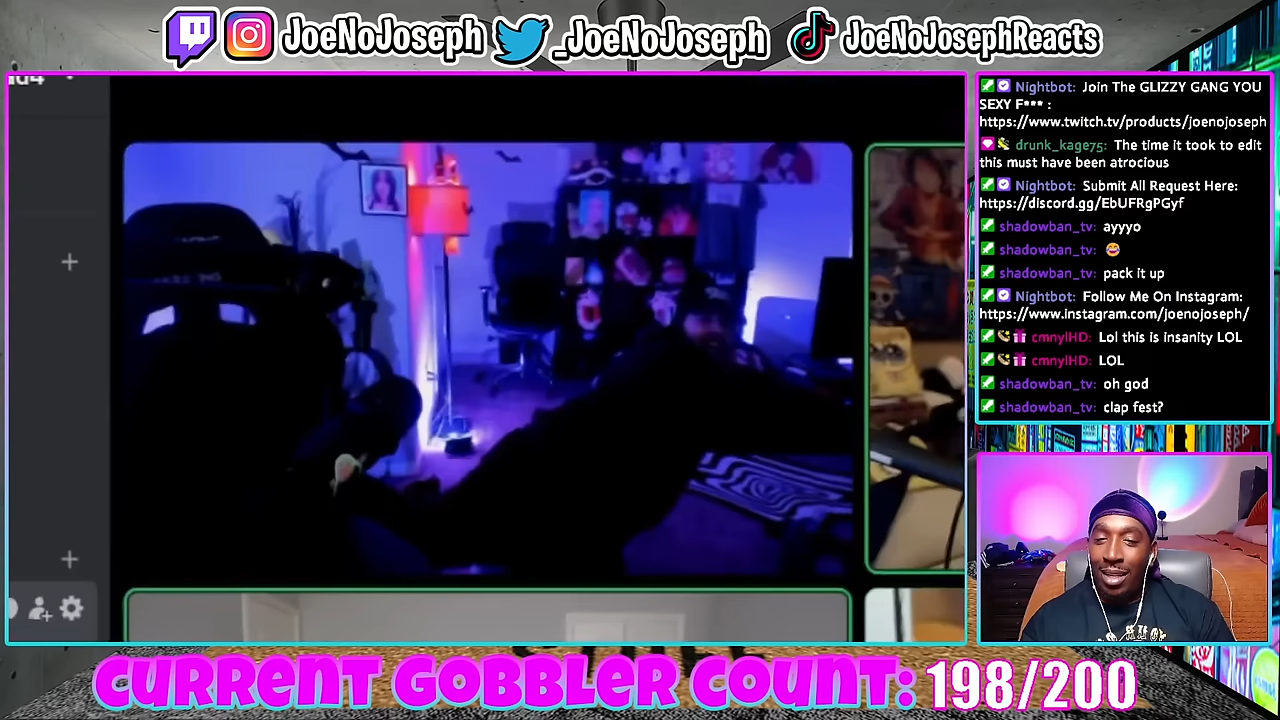 JoeNoJoseph
_JoeNoJoseph
JoeNoJosephReacts
Nightbot: Join The GLIZZY GANG YOU
SEXY F*** :
https://www.twitch.tv/products/joenojoseph
drunk_kage75: The time it took to edit
this must have been atrocious
Nightbot: Submit All Request Here:
https://discord.gg/EbUFRgPGyf
shadowban_tv: ayyyo
shadowban_tv: 😂
shadowban_tv: pack it up
Nightbot: Follow Me On Instagram:
https://www.instagram.com/joenojoseph/
cmnylHD: Lol this is insanity LOL
cmnylHD: LOL
shadowban_tv: oh god
shadowban_tv: clap fest?
CURRENT GOBBLER COUNT: 198/200